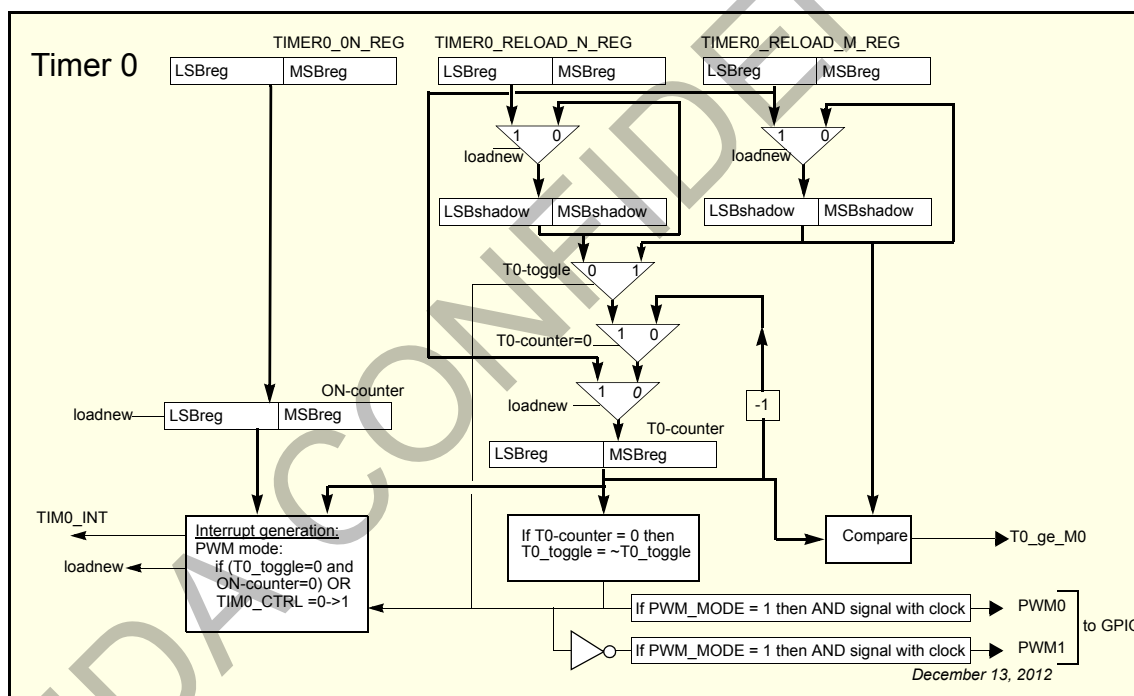 Timer 0
TIMER0_0N_REG
TIMER0_RELOAD_N_REG
TIMER0_RELOAD_M_REG
LSBreg MSBreg
LSBreg MSBreg
LSBreg MSBreg
1 0
1 0
loadnew
loadnew
LSBshadow MSBshadow
LSBshadow MSBshadow
T0-toggle
0 1
1 0
T0-counter=0
ON-counter
1 0
loadnew
LSBreg MSBreg
loadnew
-1
T0-counter
LSBreg MSBreg
TIM0_INT
loadnew
Interrupt generation:
PWM mode:
if (T0_toggle=0 and
ON-counter=0) OR
TIM0_CTRL =0->1
If T0-counter = 0 then
T0_toggle = ~T0_toggle
Compare
T0_ge_M0
If PWM_MODE = 1 then AND signal with clock
PWM0
to GPIO
If PWM_MODE = 1 then AND signal with clock
PWM1
December 13, 2012